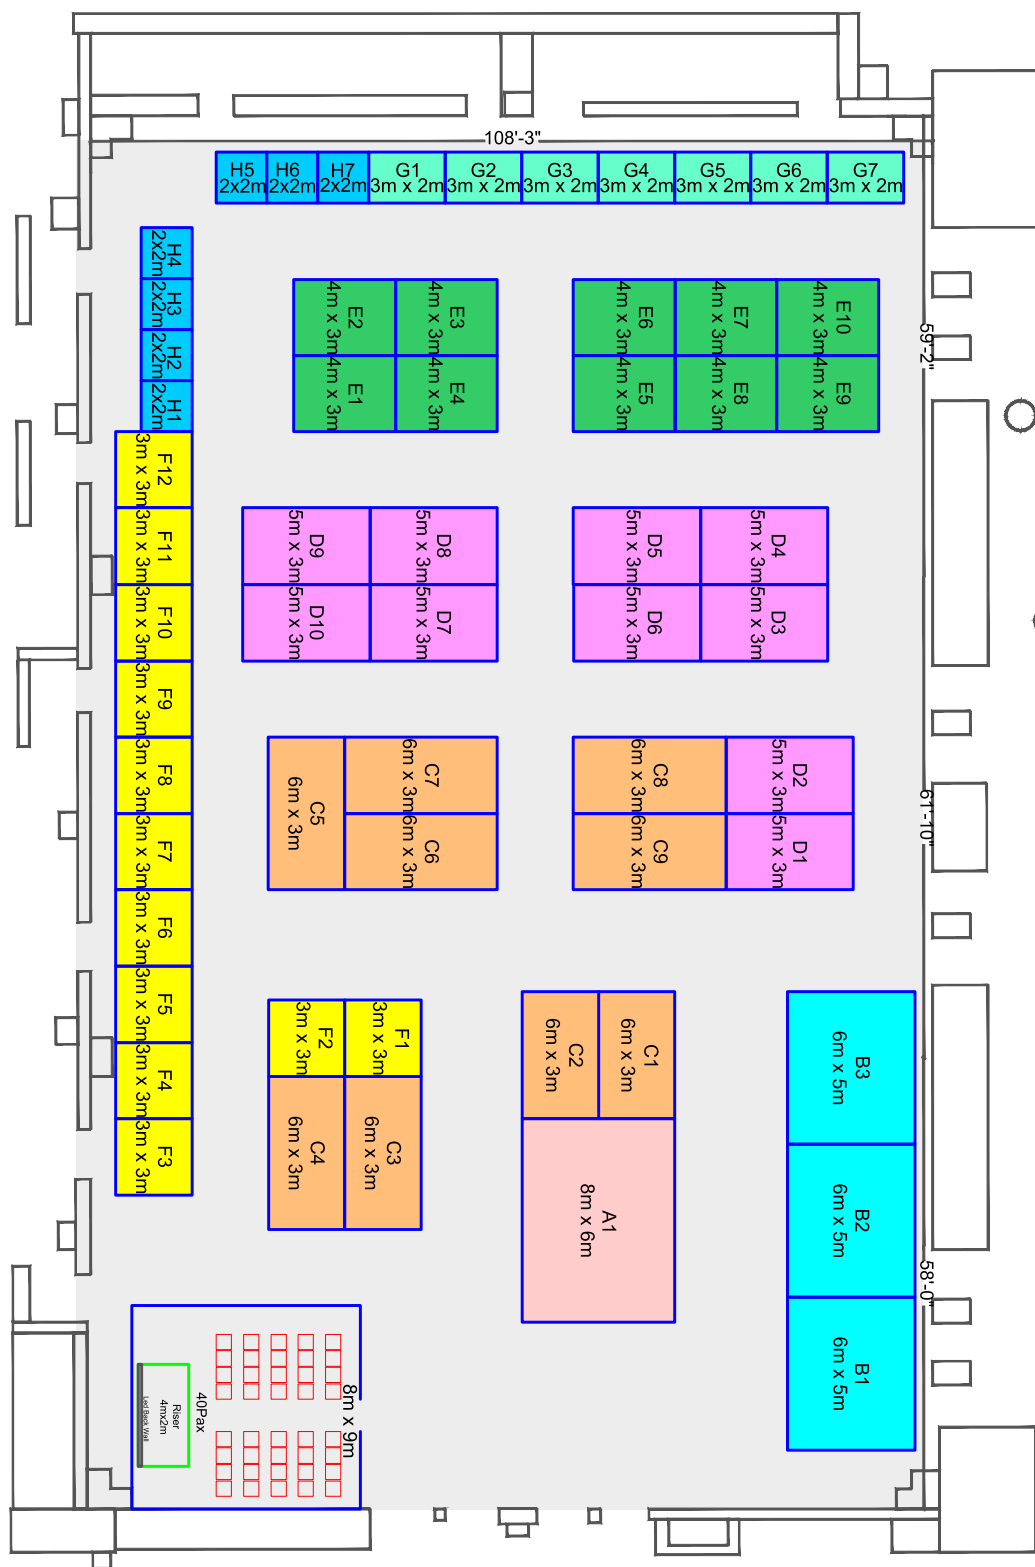 108'-3"
H5
2x2m
H6
2x2m
H7
2x2m
G1
3m x 2m
G2
3m x 2m
G3
3m x 2m
G4
3m x 2m
G5
3m x 2m
G6
3m x 2m
G7
3m x 2m
H4
2x2m
H3
2x2m
H2
2x2m
H1
2x2m
E2
4m x 3m
E3
4m x 3m
E6
4m x 3m
E7
4m x 3m
E10
4m x 3m
59'-2"
E1
4m x 3m
E4
4m x 3m
E5
4m x 3m
E8
4m x 3m
E9
4m x 3m
F12
3m x 3m
F11
3m x 3m
F10
3m x 3m
F9
3m x 3m
F8
3m x 3m
F7
3m x 3m
F6
3m x 3m
F5
3m x 3m
F4
3m x 3m
F3
3m x 3m
D9
5m x 3m
D8
5m x 3m
D5
5m x 3m
D4
5m x 3m
D10
5m x 3m
D7
5m x 3m
D6
5m x 3m
D3
5m x 3m
C5
6m x 3m
C7
6m x 3m
C6
6m x 3m
C8
6m x 3m
C9
6m x 3m
D2
5m x 3m
D1
5m x 3m
61'-10"
F2
3m x 3m
F1
3m x 3m
C4
6m x 3m
C3
6m x 3m
C2
6m x 3m
C1
6m x 3m
A1
8m x 6m
B3
6m x 5m
B2
6m x 5m
B1
6m x 5m
58'-0"
8m x 9m
40Pax
Riser
4mx2m
Led Back Wall